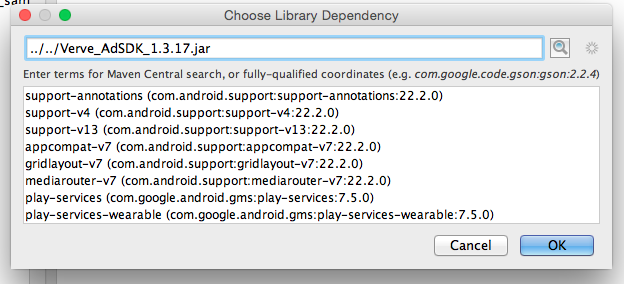 _sam
Choose Library Dependency
../../Verve_AdSDK_1.3.17.jar
Enter terms for Maven Central search, or fully-qualified coordinates (e.g. com.google.code.gson:gson:2.2.4)
support-annotations (com.android.support:support-annotations:22.2.0)
support-v4 (com.android.support:support-v4:22.2.0)
support-v13 (com.android.support:support-v13:22.2.0)
appcompat-v7 (com.android.support:appcompat-v7:22.2.0)
gridlayout-v7 (com.android.support:gridlayout-v7:22.2.0)
mediarouter-v7 (com.android.support:mediarouter-v7:22.2.0)
play-services (com.google.android.gms:play-services:7.5.0)
play-services-wearable (com.google.android.gms:play-services-wearable:7.5.0)
Cancel
OK